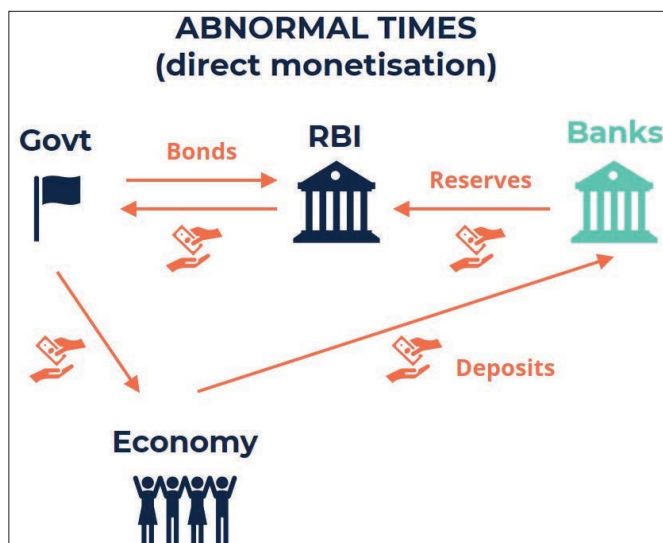 ABNORMAL TIMES
(direct monetisation)
Govt
RBI
Banks
Bonds
Reserves
Deposits
Economy